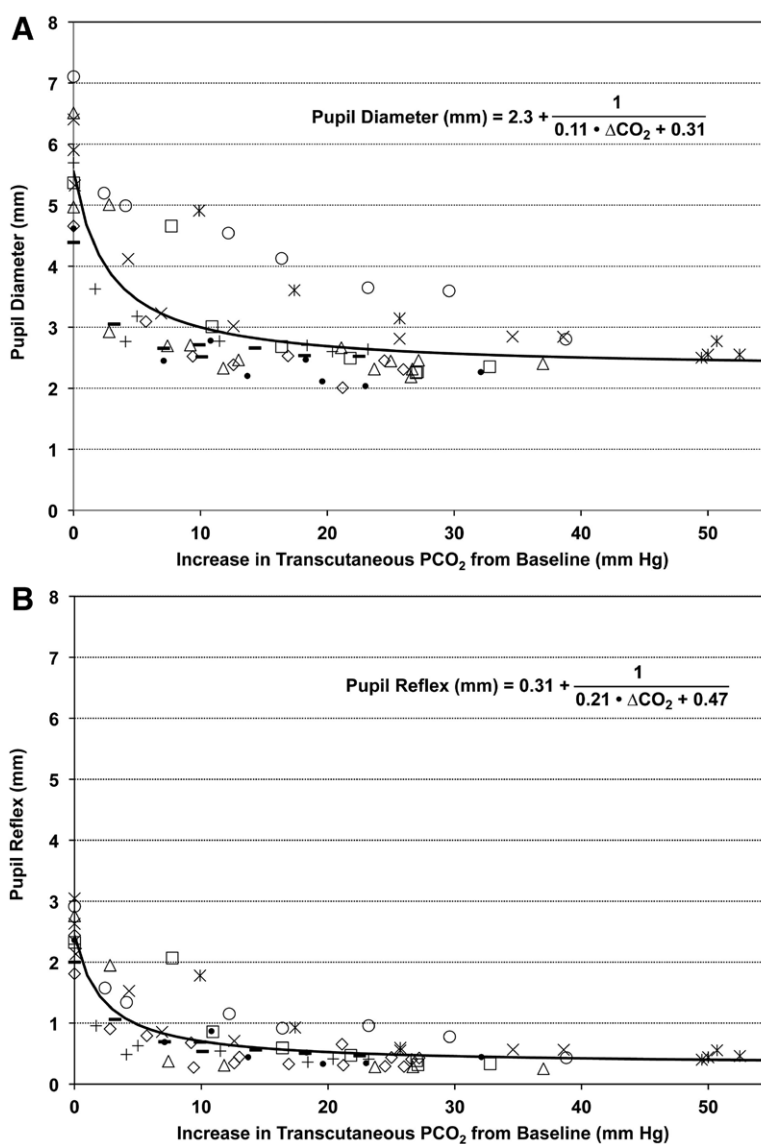 A
8
7
6
5
4
3
2
1
0
Pupil Diameter (mm)
Pupil Diameter (mm) = 2.3 + 1 / 0.11 • ΔCO₂ + 0.31
0 10 20 30 40 50
Increase in Transcutaneous PCO₂ from Baseline (mm Hg)
B
8
7
6
5
4
3
2
1
0
Pupil Reflex (mm)
Pupil Reflex (mm) = 0.31 + 1 / 0.21 • ΔCO₂ + 0.47
0 10 20 30 40 50
Increase in Transcutaneous PCO₂ from Baseline (mm Hg)